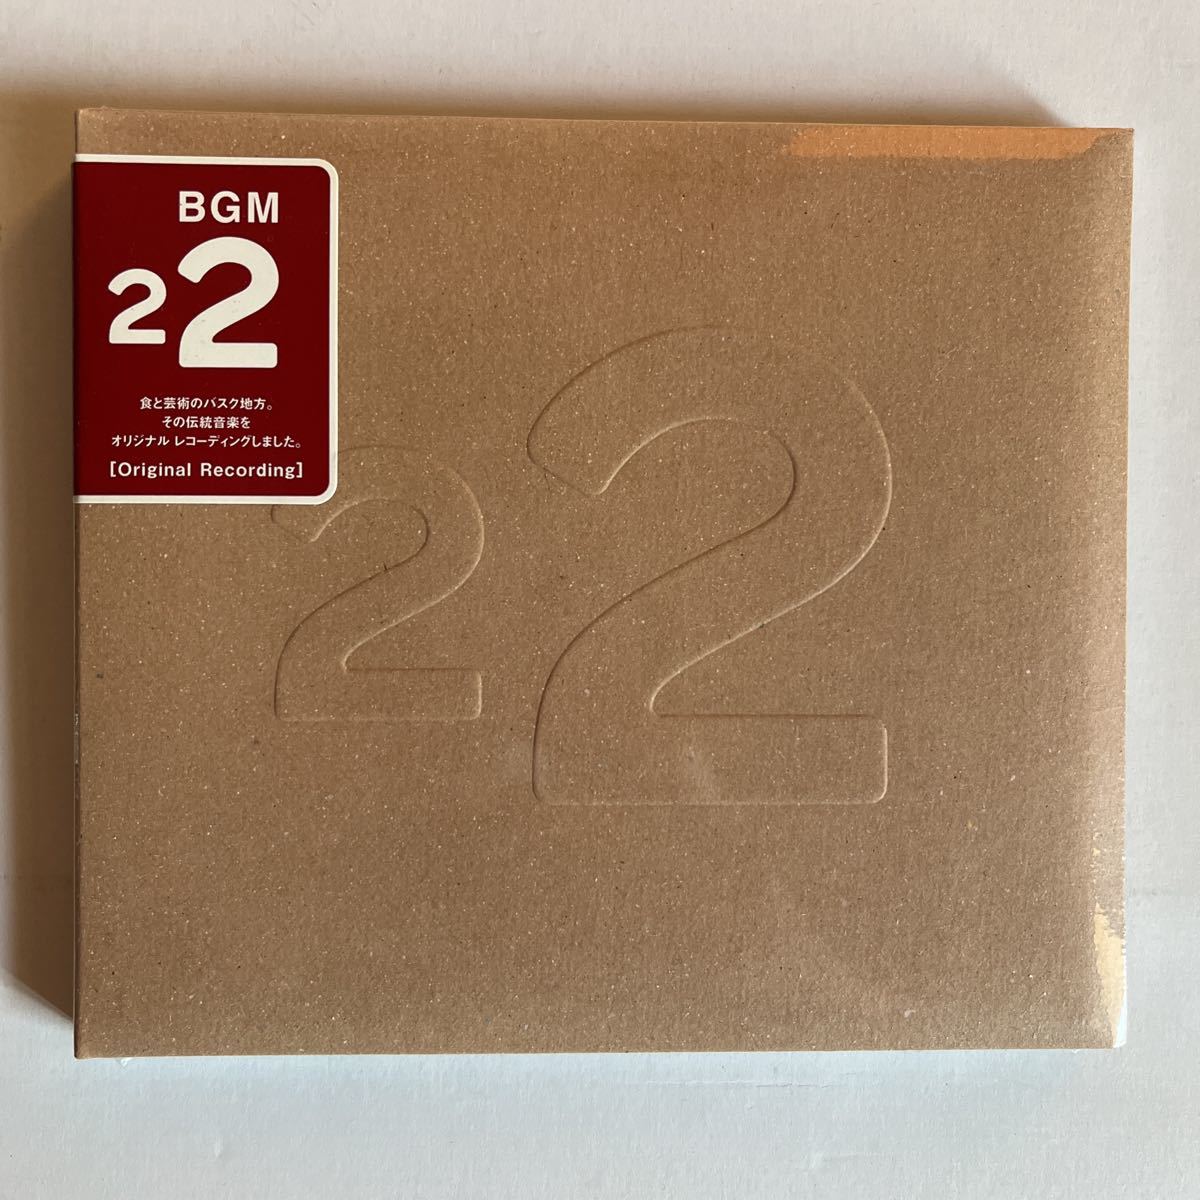 BGM
22
食と芸術のバスク地方。
その伝統音楽を
オリジナル レコーディングしました。
[Original Recording]
22